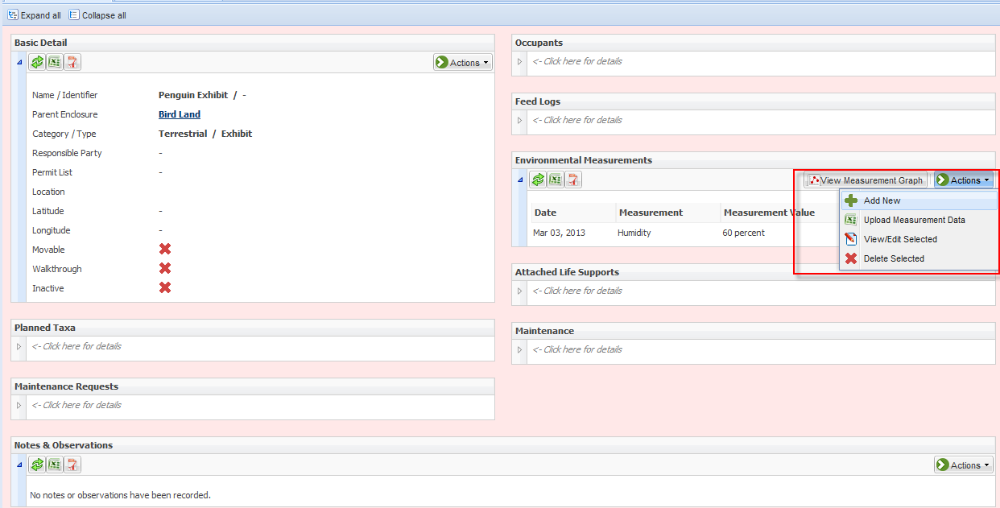 Expand all Collapse all
Basic Detail
Actions
Name / Identifier Penguin Exhibit / -
Parent Enclosure Bird Land
Category / Type Terrestrial / Exhibit
Responsible Party -
Permit List -
Location
Latitude -
Longitude -
Movable
Walkthrough
Inactive
Planned Taxa
<- Click here for details
Maintenance Requests
<- Click here for details
Occupants
<- Click here for details
Feed Logs
<- Click here for details
Environmental Measurements
View Measurement Graph Actions
Add New
Upload Measurement Data
View/Edit Selected
Delete Selected
Date Measurement Measurement Value
Mar 03, 2013 Humidity 60 percent
Attached Life Supports
<- Click here for details
Maintenance
<- Click here for details
Notes & Observations
Actions
No notes or observations have been recorded.